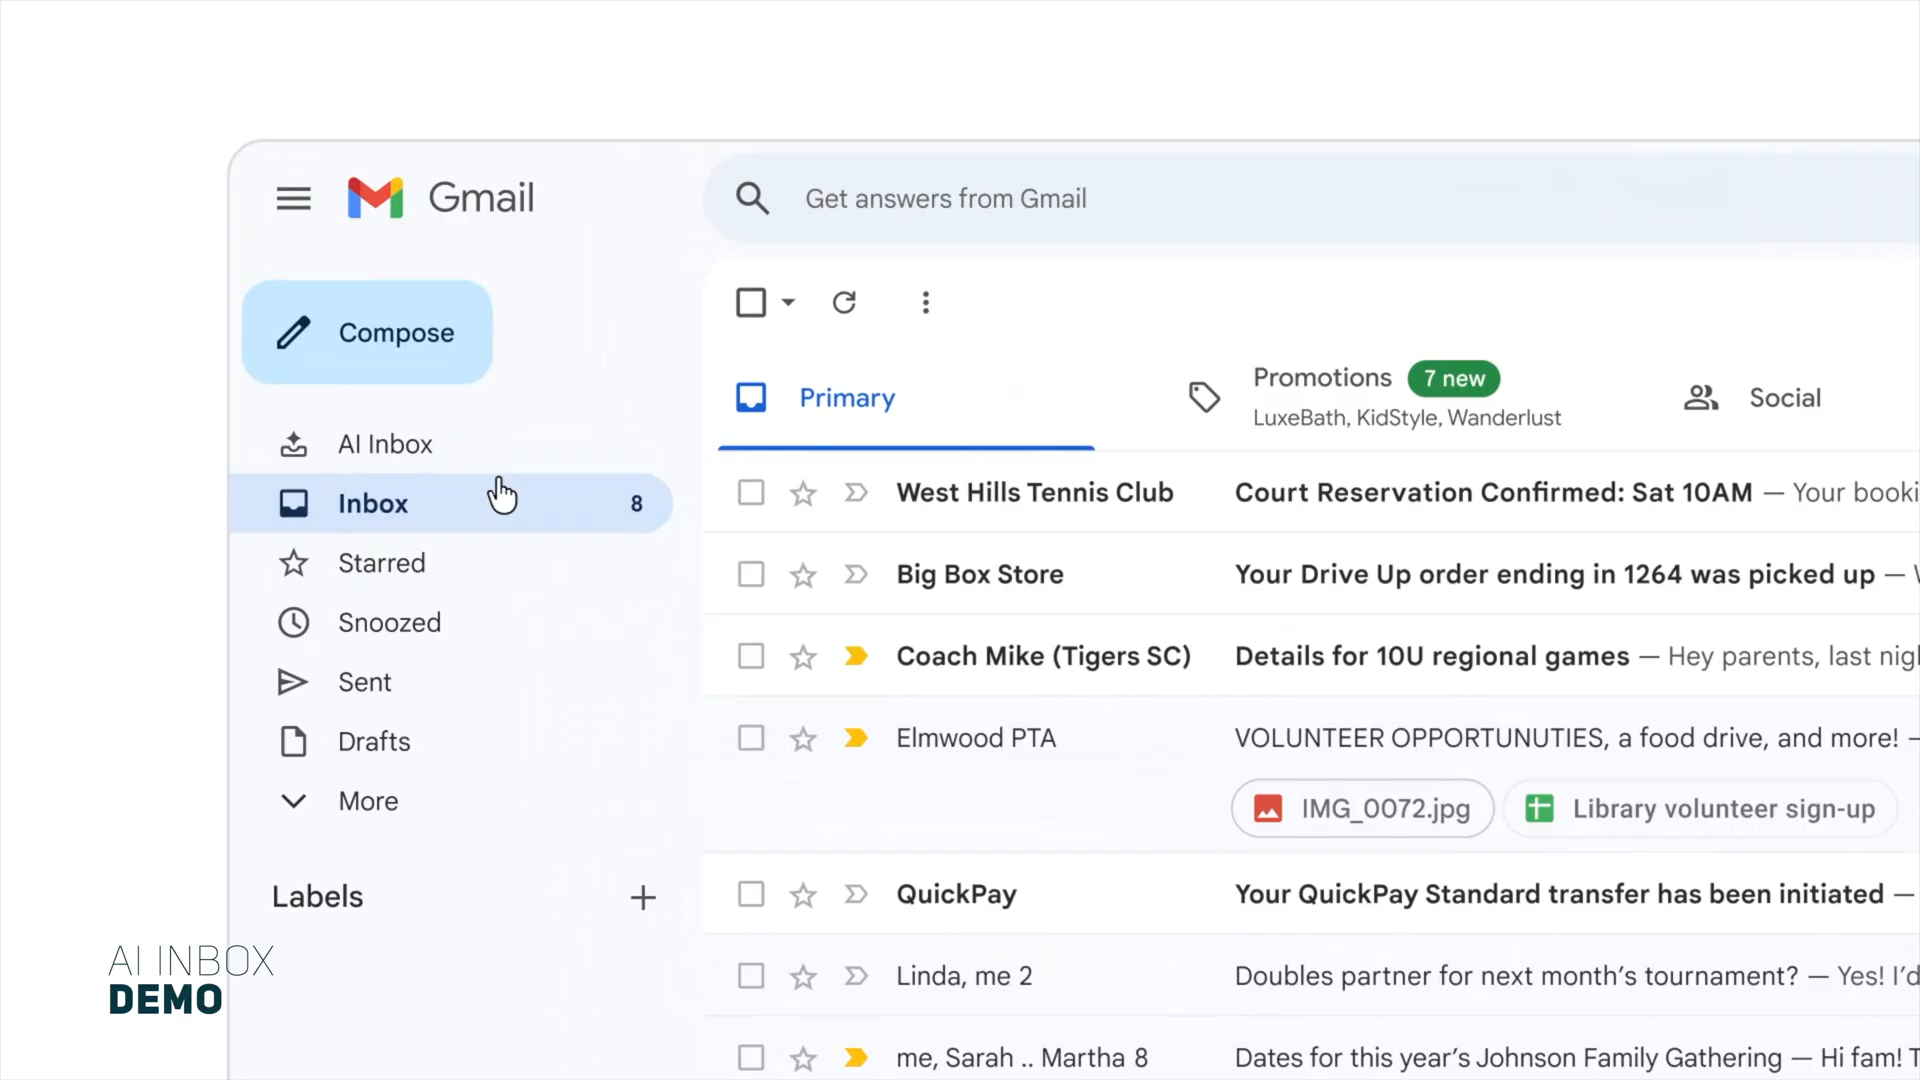 Gmail
Get answers from Gmail
Compose
AI Inbox
Inbox 8
Starred
Snoozed
Sent
Drafts
More
Labels
Primary
Promotions 7 new
LuxeBath, KidStyle, Wanderlust
Social
West Hills Tennis Club Court Reservation Confirmed: Sat 10AM — Your booki
Big Box Store Your Drive Up order ending in 1264 was picked up —
Coach Mike (Tigers SC) Details for 10U regional games — Hey parents, last nig
Elmwood PTA VOLUNTEER OPPORTUNUTIES, a food drive, and more! –
IMG_0072.jpg Library volunteer sign-up
QuickPay Your QuickPay Standard transfer has been initiated —
Linda, me 2 Doubles partner for next month’s tournament? — Yes! I’d
me, Sarah .. Martha 8 Dates for this year’s Johnson Family Gathering — Hi fam! T
AI INBOX
DEMO